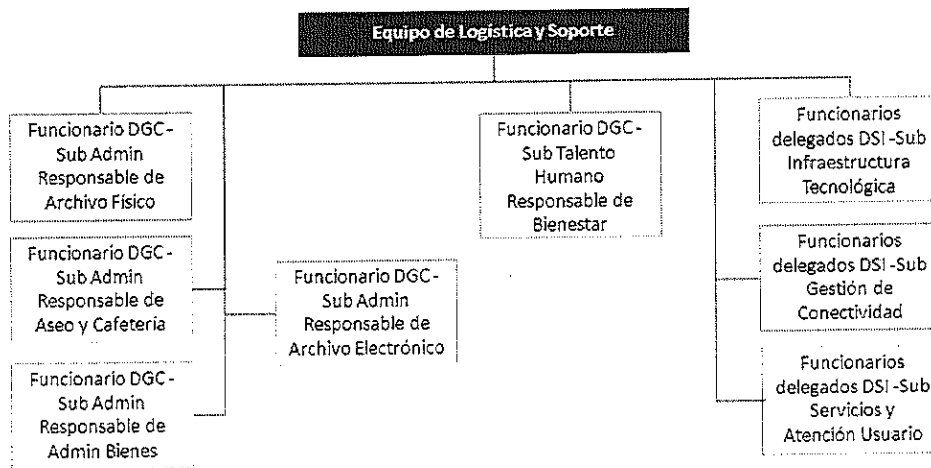 Equipo de Logística y Soporte
Funcionario DGC-
Sub Admin
Responsable de
Archivo Físico
Funcionario DGC-
Sub Talento
Humano
Responsable de
Bienestar
Funcionarios
delegados DSI-Sub
Infraestructura
Tecnológica
Funcionario DGC-
Sub Admin
Responsable de
Aseo y Cafetería
Funcionario DGC-
Sub Admin
Responsable de
Archivo Electrónico
Funcionarios
delegados DSI-Sub
Gestión de
Conectividad
Funcionario DGC-
Sub Admin
Responsable de
Admin Bienes
Funcionarios
delegados DSI-Sub
Servicios y
Atención Usuario